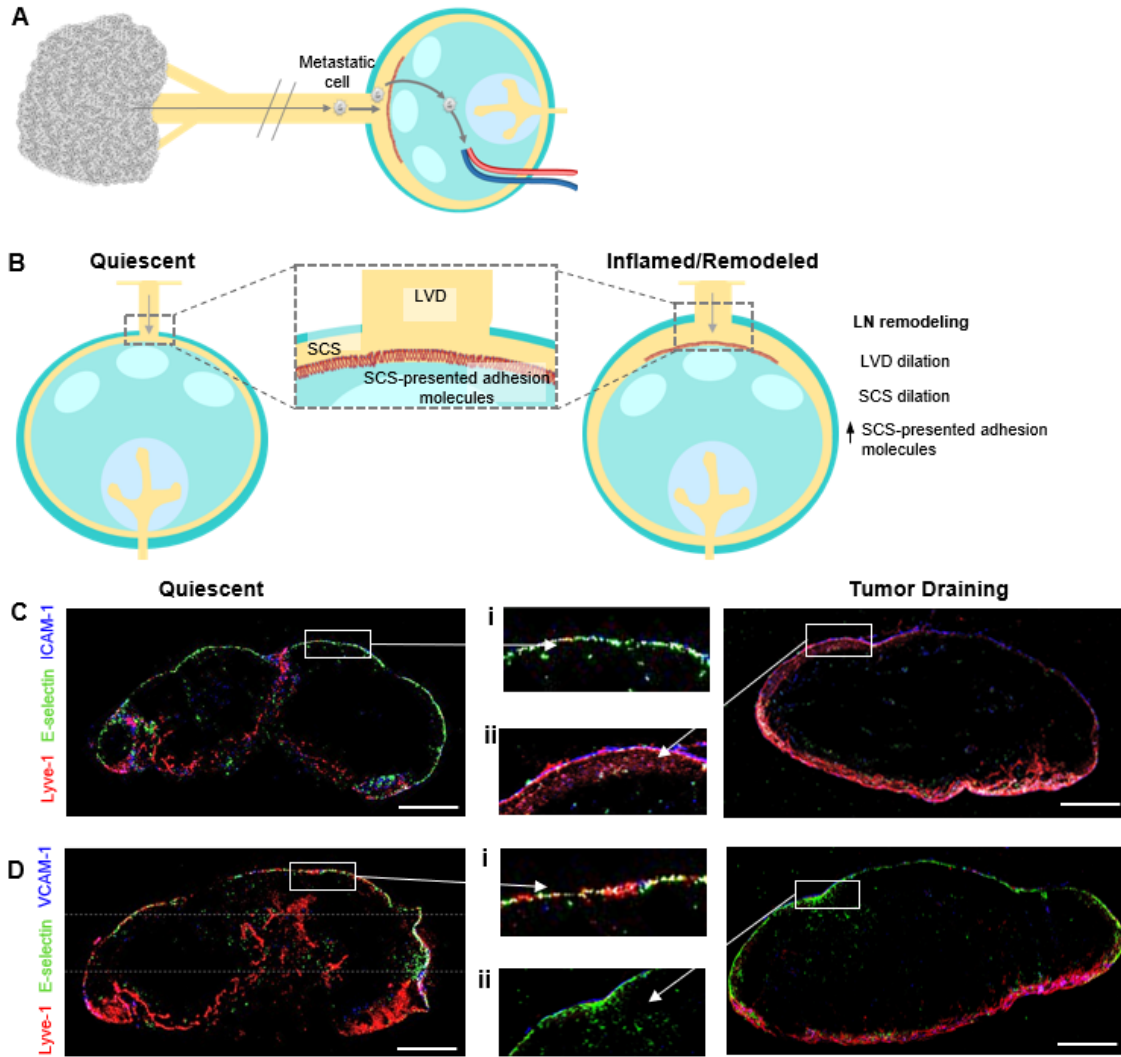 A
Metastatic
cell
B
Quiescent
Inflamed/Remodeled
LVD
SCS
SCS-presented adhesion
molecules
LN remodeling
LVD dilation
SCS dilation
SCS-presented adhesion
molecules
Quiescent
Tumor Draining
C
Lyve-1 E-selectin ICAM-1
i
ii
D
Lyve-1 E-selectin VCAM-1
i
ii